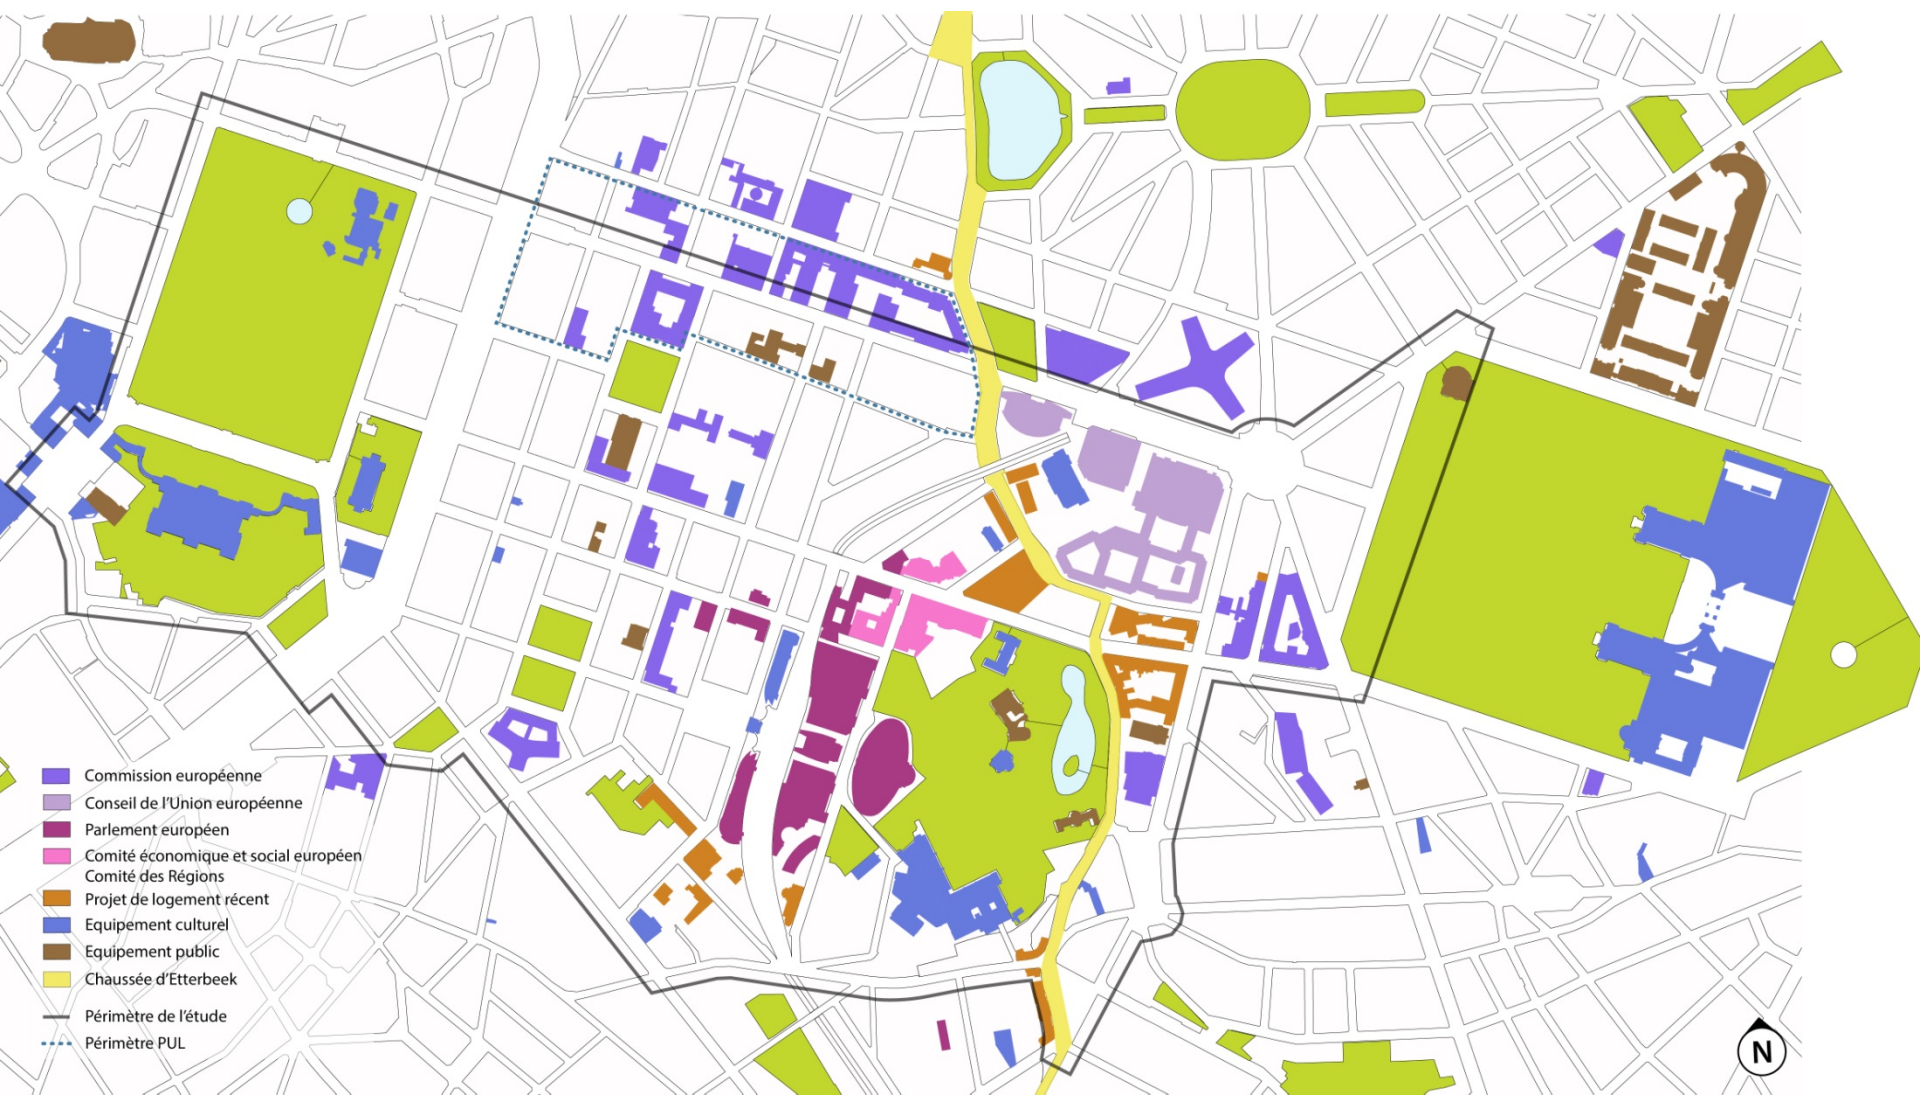 Commission européenne
Conseil de l'Union européenne
Parlement européen
Comité économique et social européen
Comité des Régions
Projet de logement récent
Equipement culturel
Equipement public
Chaussée d'Etterbeek
Périmètre de l'étude
Périmètre PUL
N